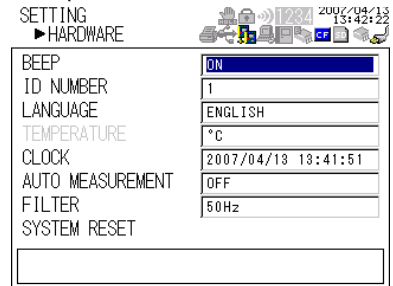 SETTING
▶HARDWARE
1234
2007/04/13
13:42:22
CF
SD
BEEP ON
ID NUMBER 1
LANGUAGE ENGLISH
TEMPERATURE °C
CLOCK 2007/04/13 13:41:51
AUTO MEASUREMENT OFF
FILTER 50Hz
SYSTEM RESET